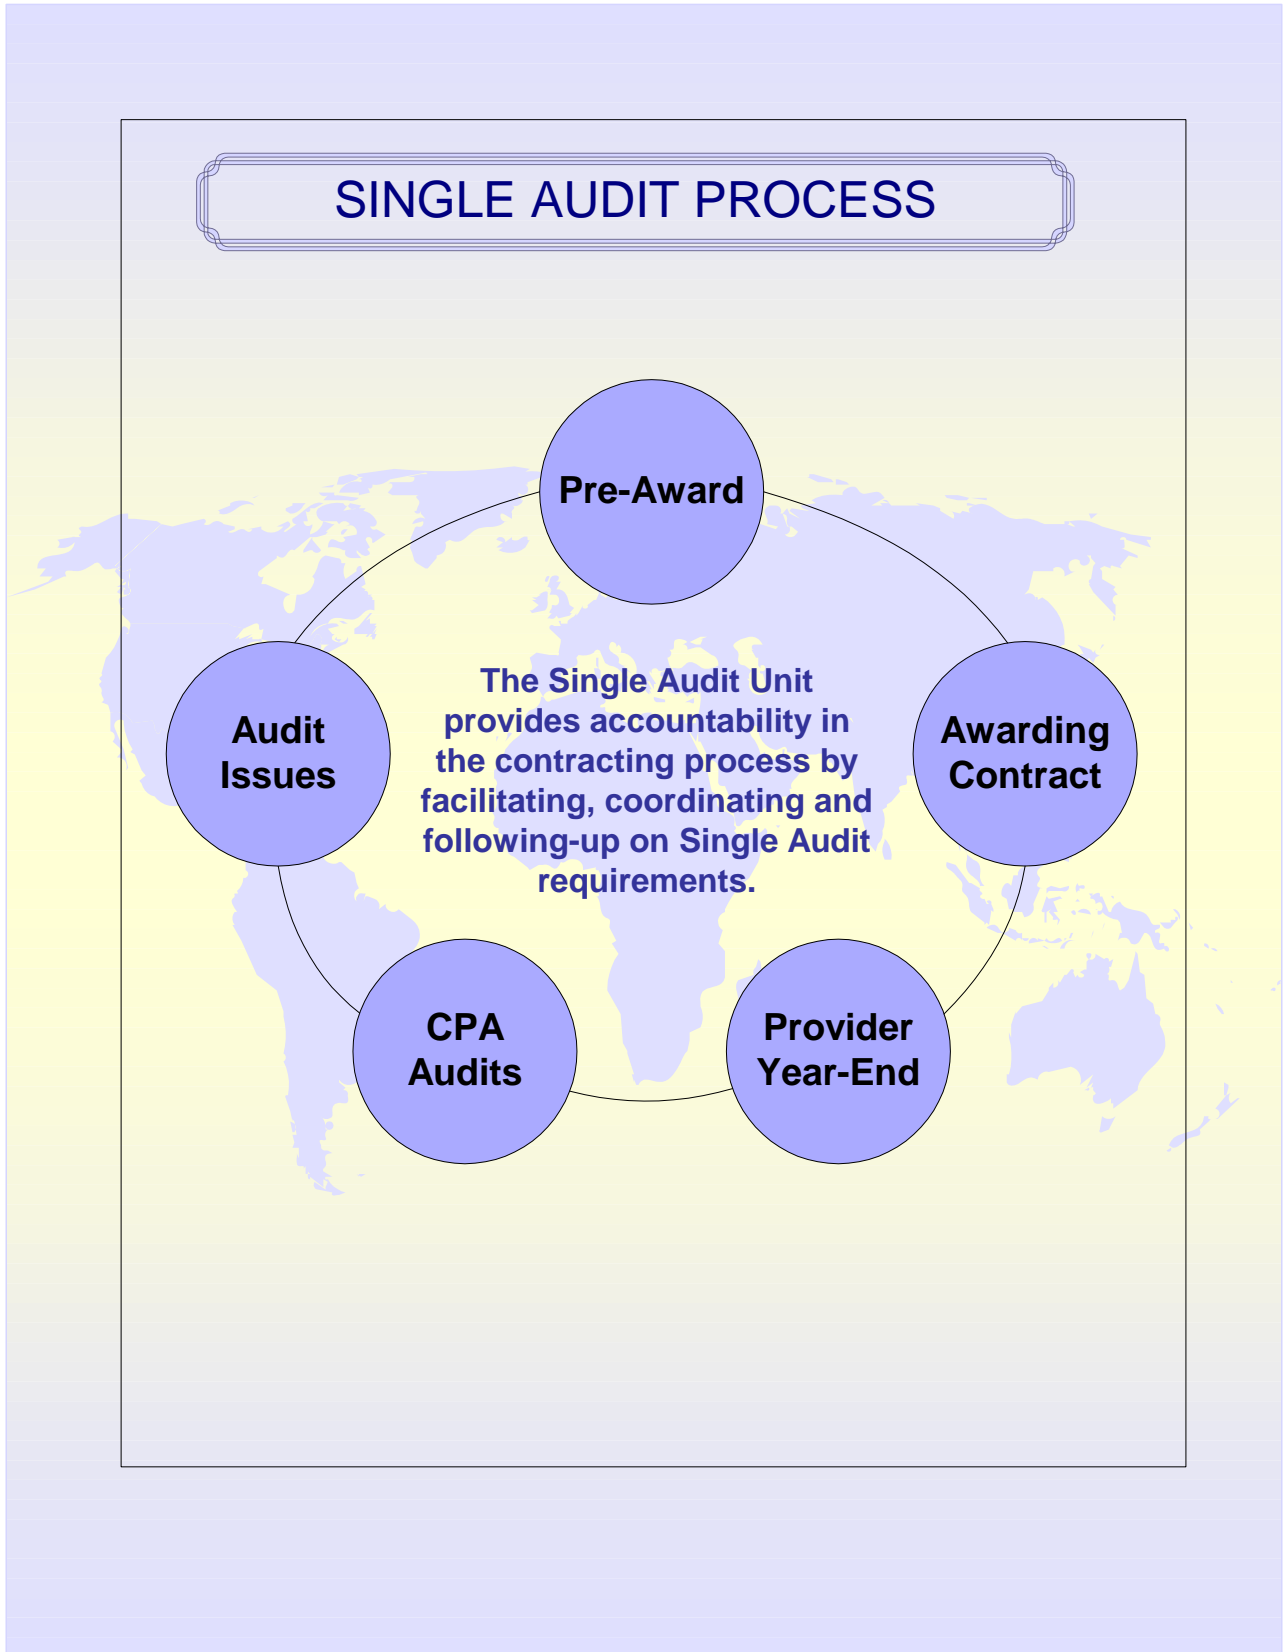 SINGLE AUDIT PROCESS
Pre-Award
Audit
Issues
The Single Audit Unit
provides accountability in
the contracting process by
facilitating, coordinating and
following-up on Single Audit
requirements.
Awarding
Contract
CPA
Audits
Provider
Year-End